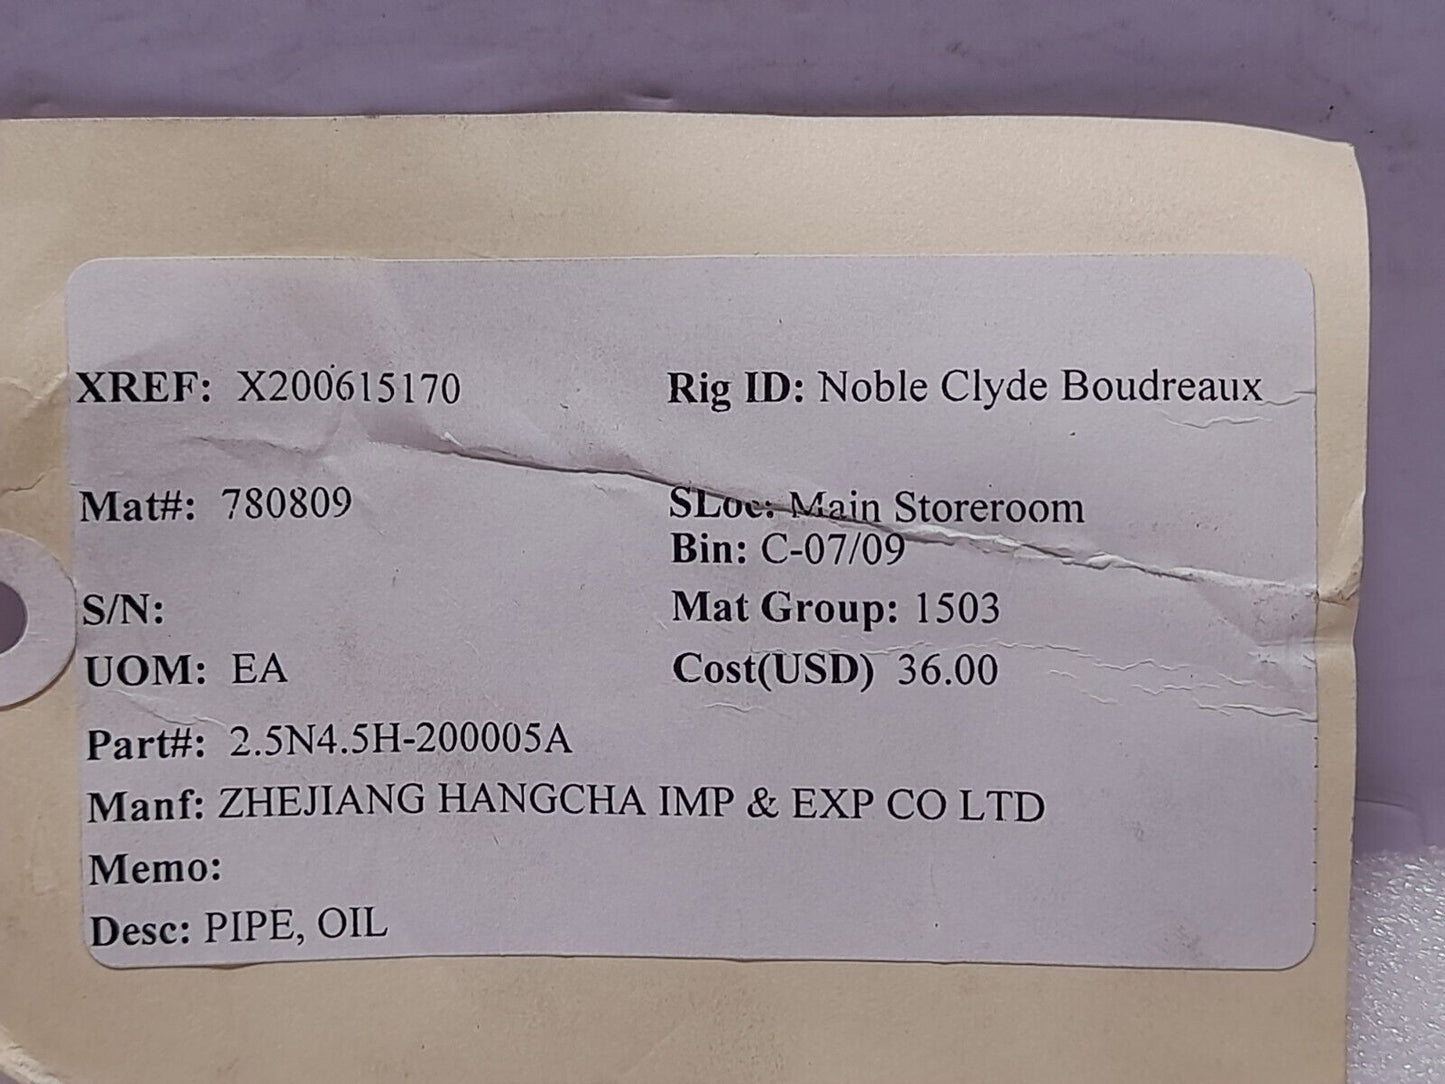 XREF: X200615170 Rig ID: Noble Clyde Boudreaux
Mat#: 780809 SLoc: Main Storeroom
Bin: C-07/09
S/N: Mat Group: 1503
UOM: EA Cost(USD) 36.00
Part#: 2.5N4.5H-200005A
Manf: ZHEJIANG HANGCHA IMP & EXP CO LTD
Memo:
Desc: PIPE, OIL